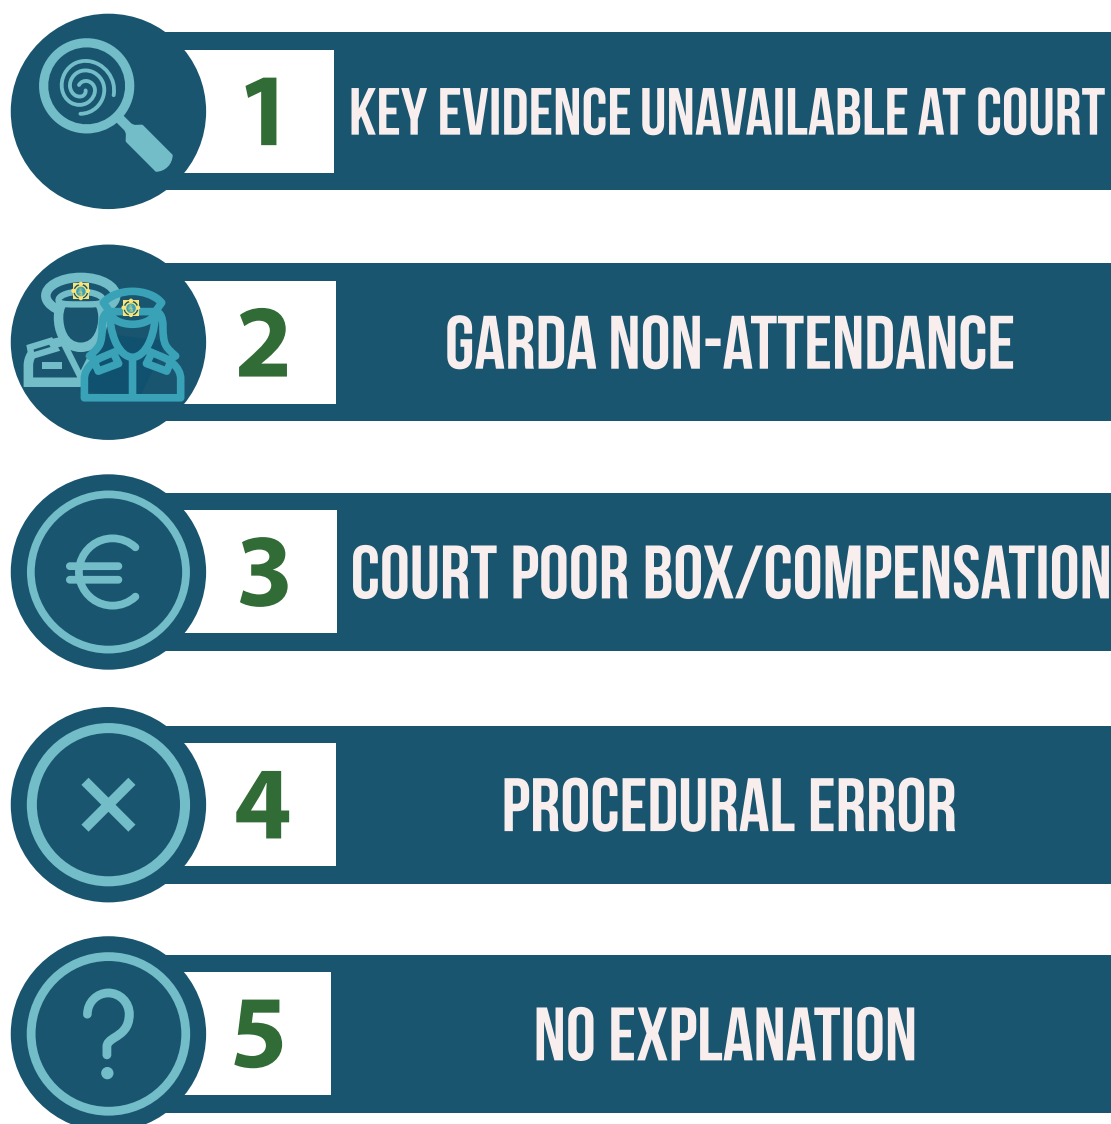 1 KEY EVIDENCE UNAVAILABLE AT COURT
2 GARDA NON-ATTENDANCE
3 COURT POOR BOX/COMPENSATION
4 PROCEDURAL ERROR
5 NO EXPLANATION